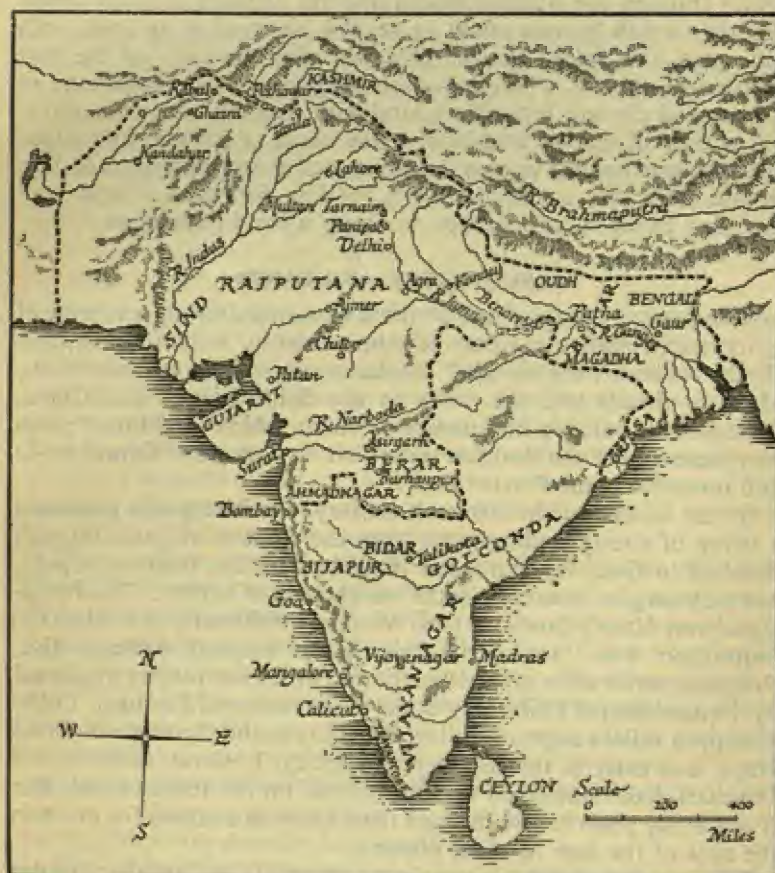 KASHMIR
Kabul
Peshawar
Ghazni
Kandahar
Lahore
R. Brahmaputra
Multan
Tarnaim
Panipat
Delhi
R. Indus
RAJPUTANA
Agra
Kanauj
OUDH
BIHAR
BENGAL
SIND
Ajmer
R. Jumna
Benares
Patna
R. Ganges
Gaur
Chitor
MAGADHA
Patan
GUJARAT
R. Narbada
ORISSA
Surat
Asirgarh
BERAR
Burhanpur
AHMADNAGAR
Bombay
BIDAR
Talikota
GOLCONDA
BIJAPUR
Goa
VIJAYANAGAR
Vijayanagar
Madras
Mangalore
Calicut
N
W
E
S
CEYLON
Scale
0
400
Miles